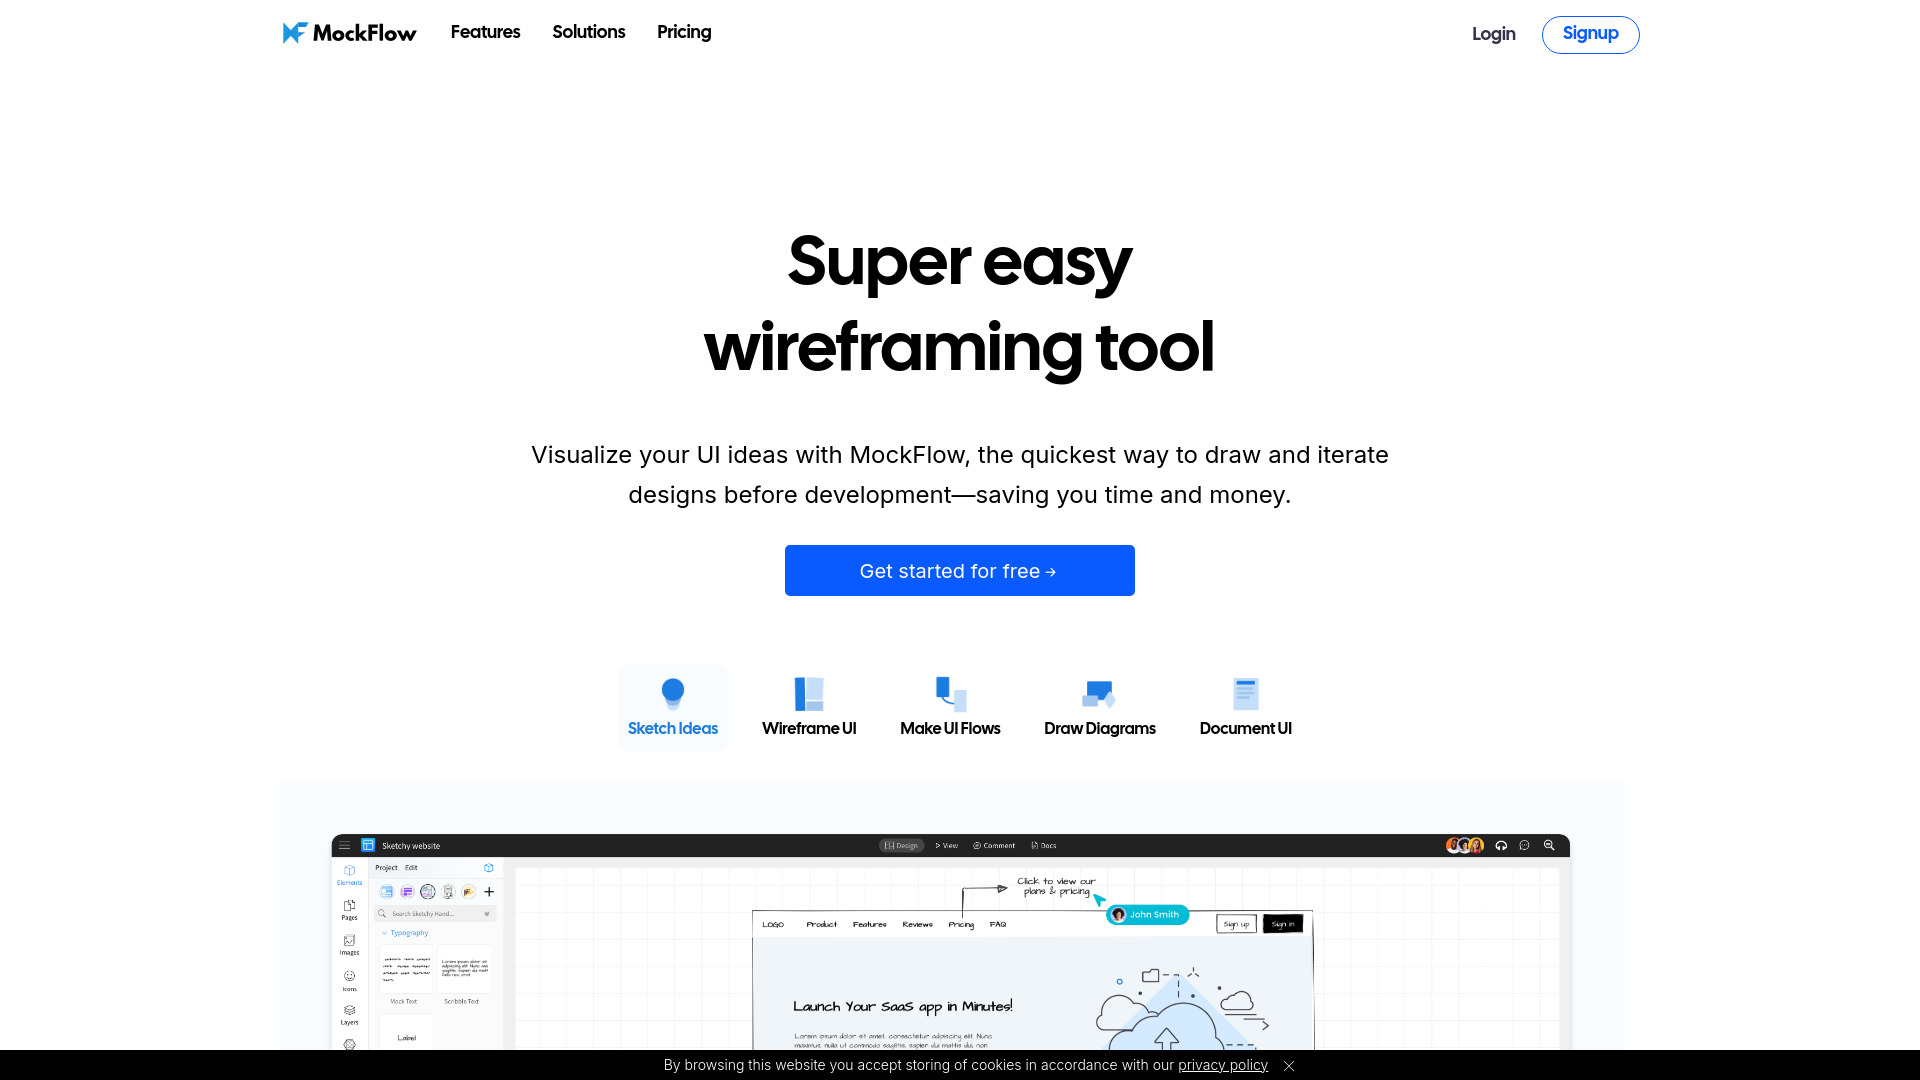 MockFlow Features Solutions Pricing Login Signup
Super easy
wireframing tool
Visualize your UI ideas with MockFlow, the quickest way to draw and iterate
designs before development—saving you time and money.
Get started for free →
Sketch Ideas Wireframe UI Make UI Flows Draw Diagrams Document UI
Sketchy website Design View Comment Docs
Project Edit
Elements
Search Sketchy Hand...
Pages
Typography
Images
Icons
Mock Text Scribble Text
Layers
Label
Click to view our
plans & pricing
John Smith
LOGO Product Features Reviews Pricing FAQ Sign up Sign in
Launch Your SaaS app in Minutes!
Lorem ipsum dolor sit amet, consectetur adipiscing elit. Nunc
maximus, nulla ut commodo sagittis, sapien dui mattis dui, non
By browsing this website you accept storing of cookies in accordance with our privacy policy